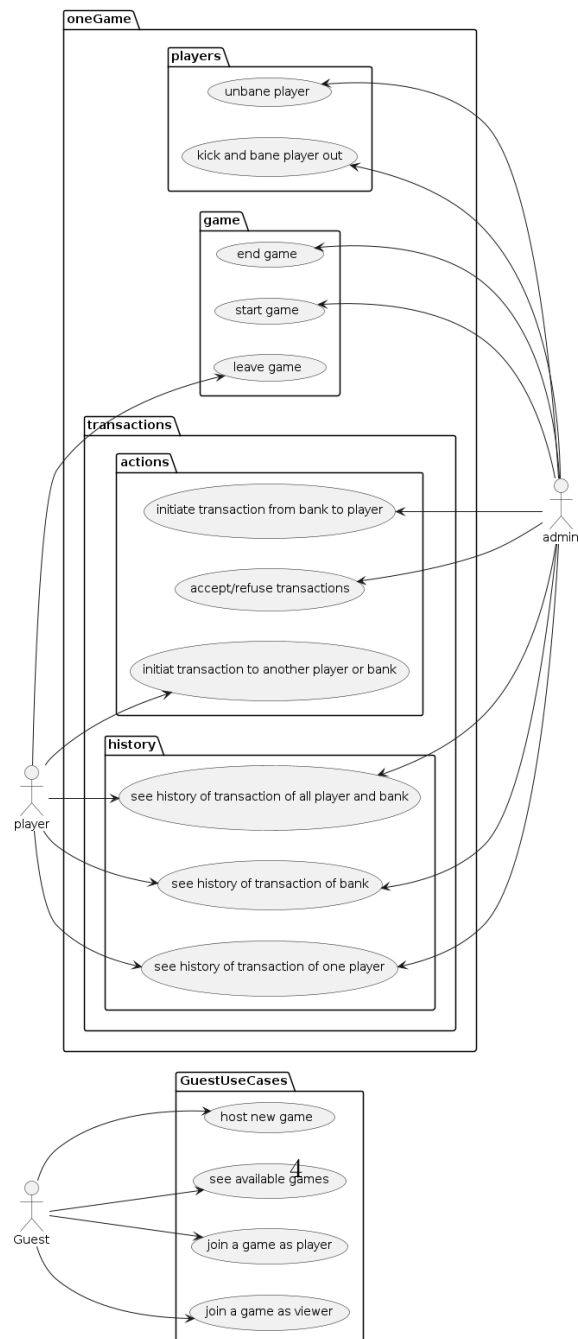 oneGame
players
unbane player
kick and bane player out
game
end game
start game
leave game
transactions
actions
initiate transaction from bank to player
admin
accept/refuse transactions
initiat transaction to another player or bank
history
player
see history of transaction of all player and bank
see history of transaction of bank
see history of transaction of one player
GuestUseCases
host new game
4
see available games
Guest
join a game as player
join a game as viewer